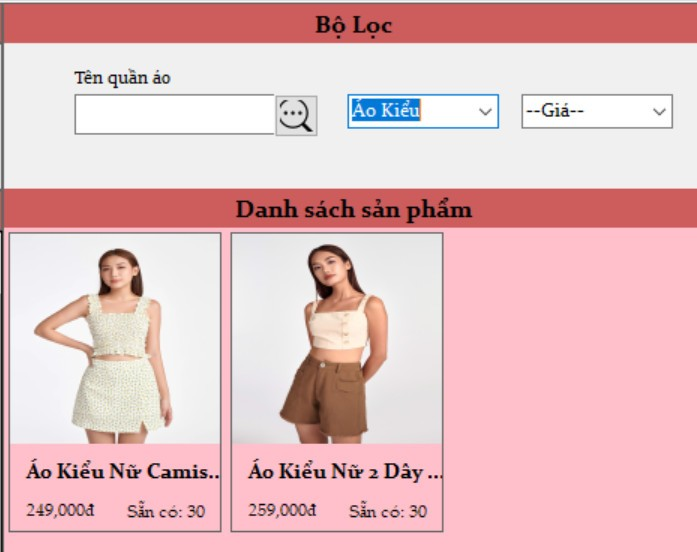 Bộ Lọc
Tên quần áo
Áo Kiểu
--Giá--
Danh sách sản phẩm
Áo Kiểu Nữ Camis..
Áo Kiểu Nữ 2 Dây ...
249,000đ Sẵn có: 30
259,000đ Sẵn có: 30